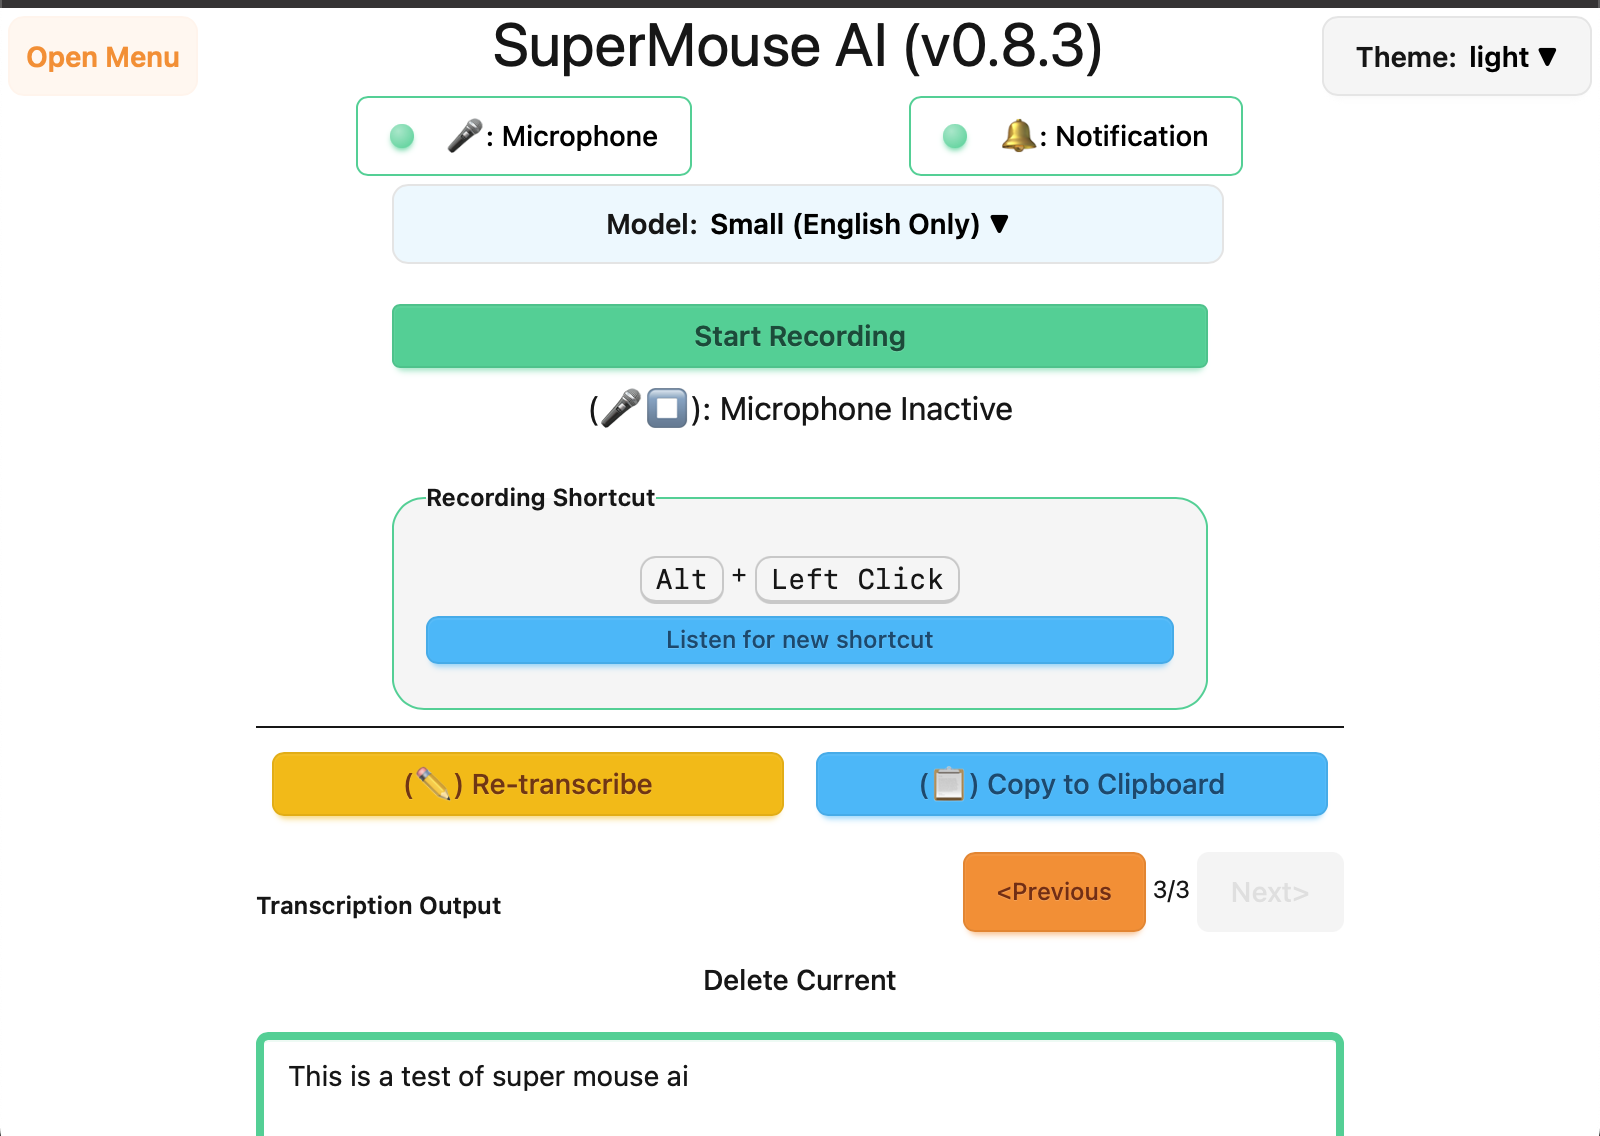 Open Menu
SuperMouse AI (v0.8.3)
Theme: light ▼
🎤: Microphone
🔔: Notification
Model: Small (English Only) ▼
Start Recording
(🎤⏹️): Microphone Inactive
Recording Shortcut
Alt + Left Click
Listen for new shortcut
(✏️) Re-transcribe
(📋) Copy to Clipboard
Transcription Output
<Previous 3/3 Next>
Delete Current
This is a test of super mouse ai